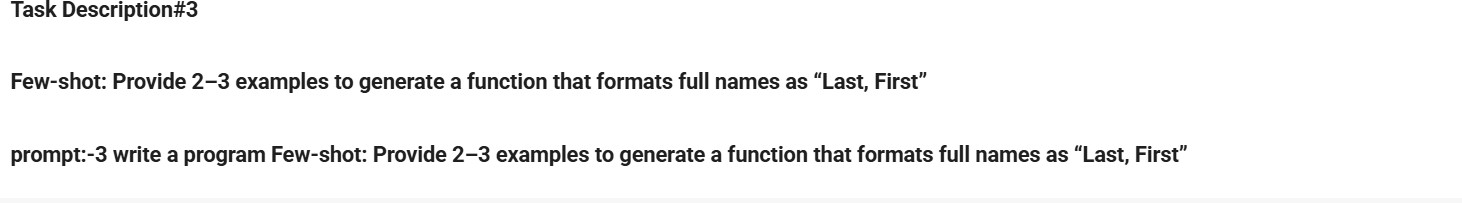 Task Description#3
Few-shot: Provide 2–3 examples to generate a function that formats full names as “Last, First”
prompt:-3 write a program Few-shot: Provide 2–3 examples to generate a function that formats full names as “Last, First”